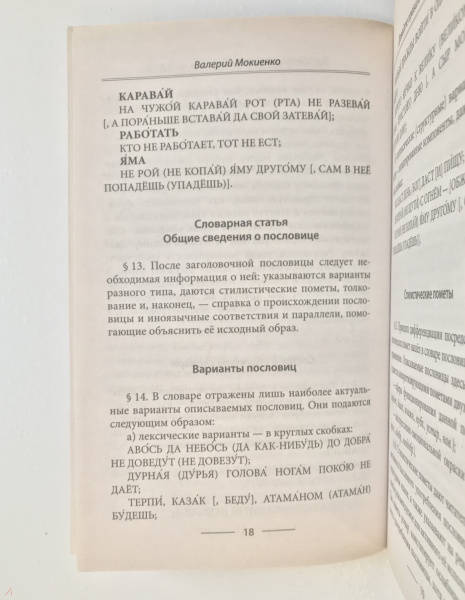 Валерий Мокиенко
КАРАВА́Й
НА ЧУЖО́Й КАРАВА́Й РОТ (РТА) НЕ РАЗЕВА́Й
[, А ПОРА́НЬШЕ ВСТАВА́Й ДА СВОЙ ЗАТЕВА́Й];
РАБО́ТАТЬ
КТО НЕ РАБО́ТАЕТ, ТОТ НЕ ЕСТ;
Я́МА
НЕ РОЙ (НЕ КОПА́Й) Я́МУ ДРУГО́МУ [, САМ В НЕЁ
ПОПАДЁШЬ (УПАДЁШЬ)].
Словарная статья
Общие сведения о пословице
§ 13. После заголовочной пословицы следует не-
обходимая информация о ней: указываются варианты
разного типа, даются стилистические пометы, толко-
вание и, наконец, — справка о происхождении посло-
вицы и иноязычные соответствия и параллели, помо-
гающие объяснить её исходный образ.
Варианты пословиц
§ 14. В словаре отражены лишь наиболее актуаль-
ные варианты описываемых пословиц. Они подаются
следующим образом:
а) лексические варианты — в круглых скобках:
АВО́СЬ ДА НЕБО́СЬ (ДА КАК-НИБУ́ДЬ) ДО ДОБРА́
НЕ ДОВЕДУ́Т (НЕ ДОВЕЗУ́Т);
ДУРНА́Я (ДУ́РЬЯ) ГОЛОВА́ НОГА́М ПОКО́Ю НЕ
ДАЁТ;
ТЕРПИ́, КАЗА́К [, БЕДУ], АТАМА́НОМ (АТАМА́Н)
БУ́ДЕШЬ;
18
Стилистические пометы